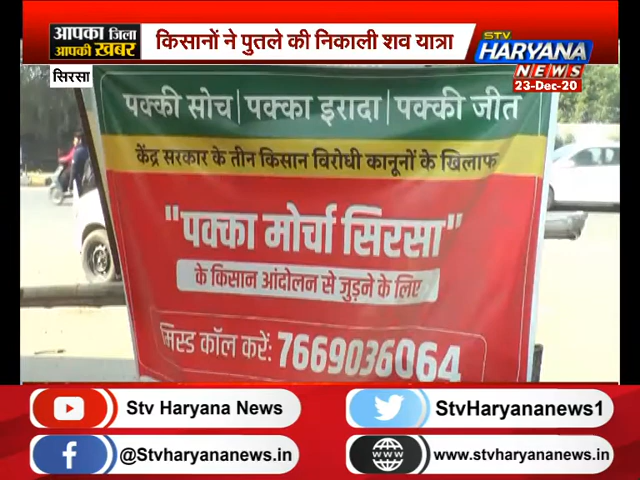 आपका जिला
आपकी ख़बर
किसानों ने पुतले की निकाली शव यात्रा
STV
HARYANA
NEWS
सिरसा
23-Dec-20
पक्की सोच | पक्का इरादा | पक्की जीत
केंद्र सरकार के तीन किसान विरोधी कानूनों के खिलाफ
"पक्का मोर्चा सिरसा"
के किसान आंदोलन से जुड़ने के लिए
मिस्ड कॉल करें: 7669036064
Stv Haryana News
StvHaryananews1
@Stvharyananews.in
www.stvharyananews.in